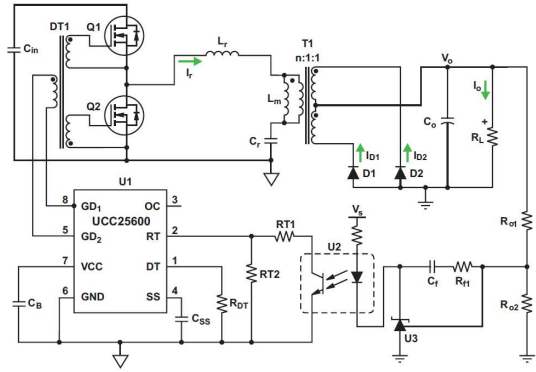 DT1
Q1
Cin
Lr
T1
n:1:1
Ir
Vo
Io
Q2
Lm
Co
+
RL
Cr
ID1
ID2
D1
D2
U1
UCC25600
8
GD1
OC
3
5
GD2
RT
2
7
VCC
DT
1
6
GND
SS
4
CB
CSS
RDT
RT1
RT2
U2
Vs
Cf
Rf1
Ro1
Ro2
U3